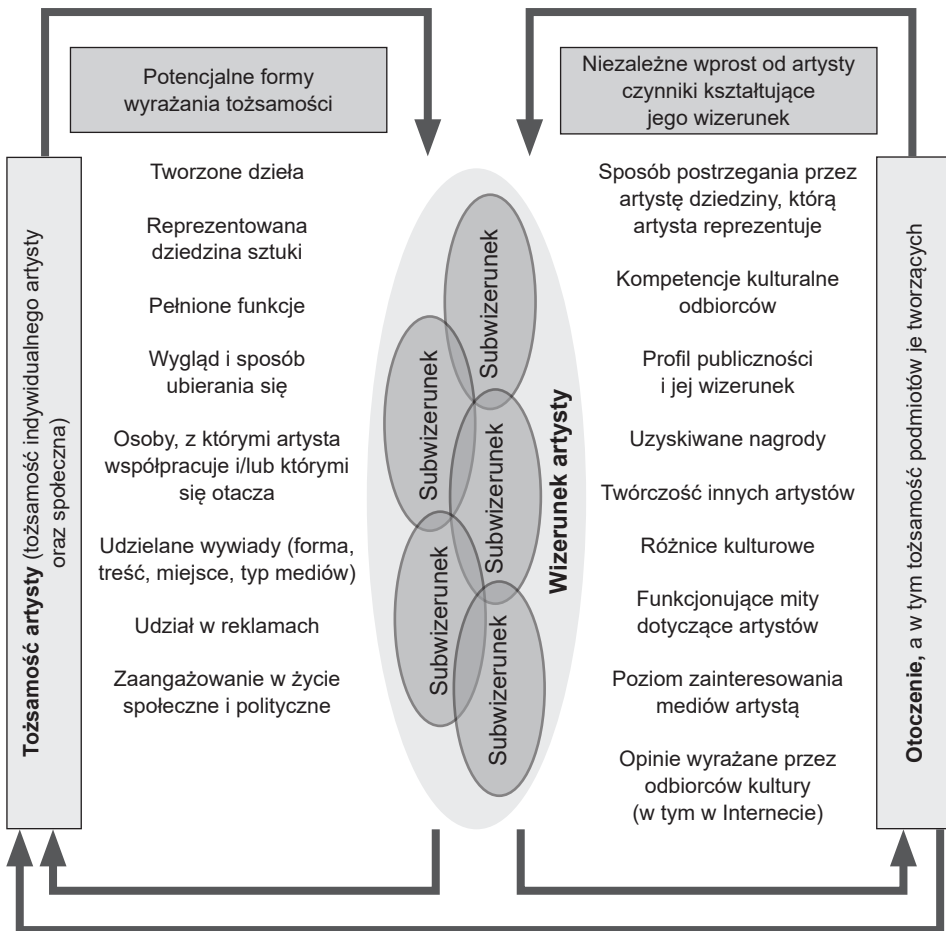 Potencjalne formy
wyrażania tożsamości
Niezależne wprost od artysty
czynniki kształtujące
jego wizerunek
Tożsamość artysty (tożsamość indywidualnego artysty
oraz społeczna)
Tworzone dzieła
Reprezentowana
dziedzina sztuki
Pełnione funkcje
Wygląd i sposób
ubierania się
Osoby, z którymi artysta
współpracuje i/lub którymi
się otacza
Udzielane wywiady (forma,
treść, miejsce, typ mediów)
Udział w reklamach
Zaangażowanie w życie
społeczne i polityczne
Subwizerunek
Subwizerunek
Subwizerunek
Subwizerunek
Subwizerunek
Wizerunek artysty
Sposób postrzegania przez
artystę dziedziny, którą
artysta reprezentuje
Kompetencje kulturalne
odbiorców
Profil publiczności
i jej wizerunek
Uzyskiwane nagrody
Twórczość innych artystów
Różnice kulturowe
Funkcjonujące mity
dotyczące artystów
Poziom zainteresowania
mediów artystą
Opinie wyrażane przez
odbiorców kultury
(w tym w Internecie)
Otoczenie, a w tym tożsamość podmiotów je tworzących